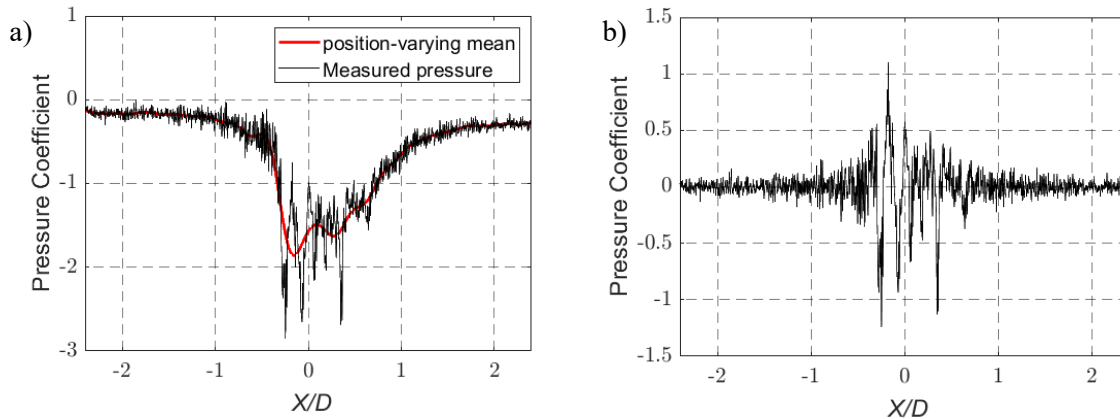 a)
Pressure Coefficient
1
0
-1
-2
-3
position-varying mean
Measured pressure
-2
-1
0
1
2
X/D
b)
Pressure Coefficient
1.5
1
0.5
0
-0.5
-1
-1.5
-2
-1
0
1
2
X/D